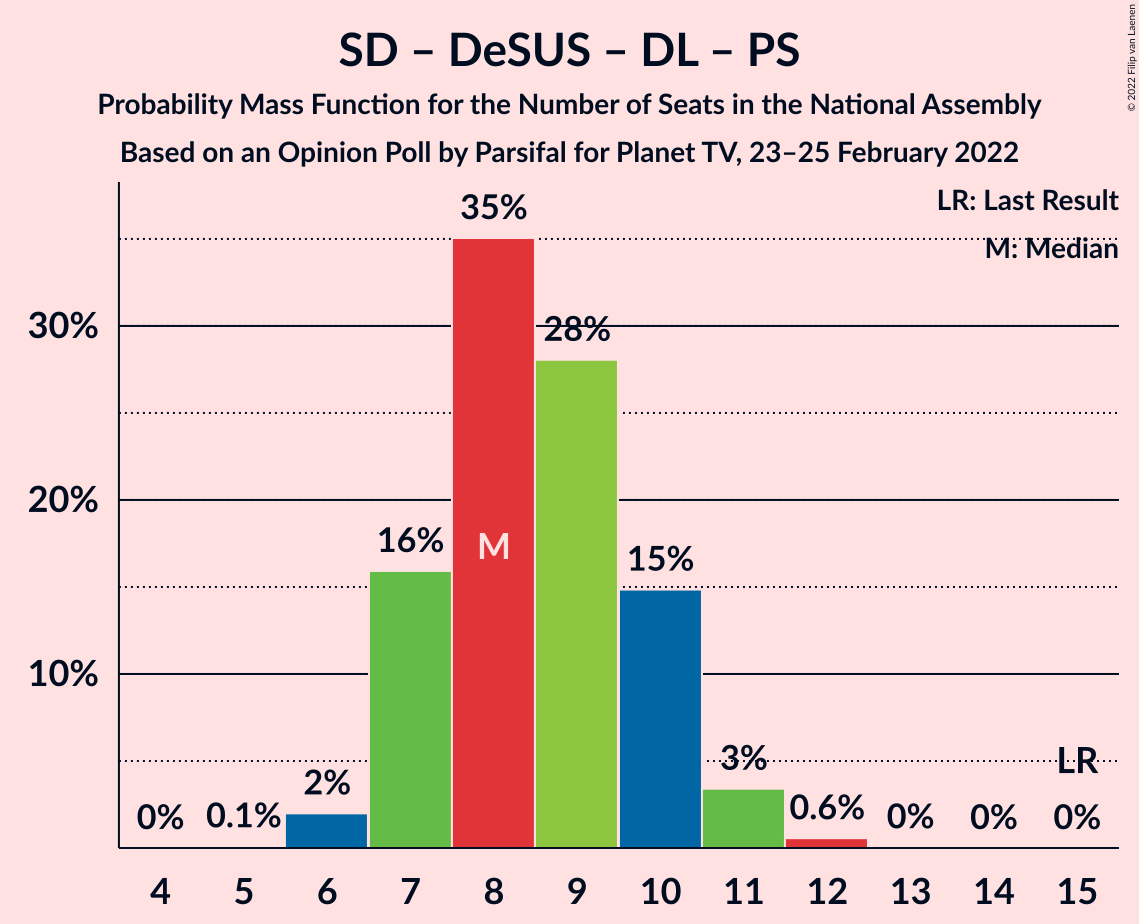 SD – DeSUS – DL – PS
Probability Mass Function for the Number of Seats in the National Assembly
Based on an Opinion Poll by Parsifal for Planet TV, 23–25 February 2022
© 2022 Filip van Laenen
LR: Last Result
M: Median
35%
30%
28%
20%
16%
M
15%
10%
3%
LR
2%
0%
0.1%
0.6%
0%
0%
0%
4 5 6 7 8 9 10 11 12 13 14 15